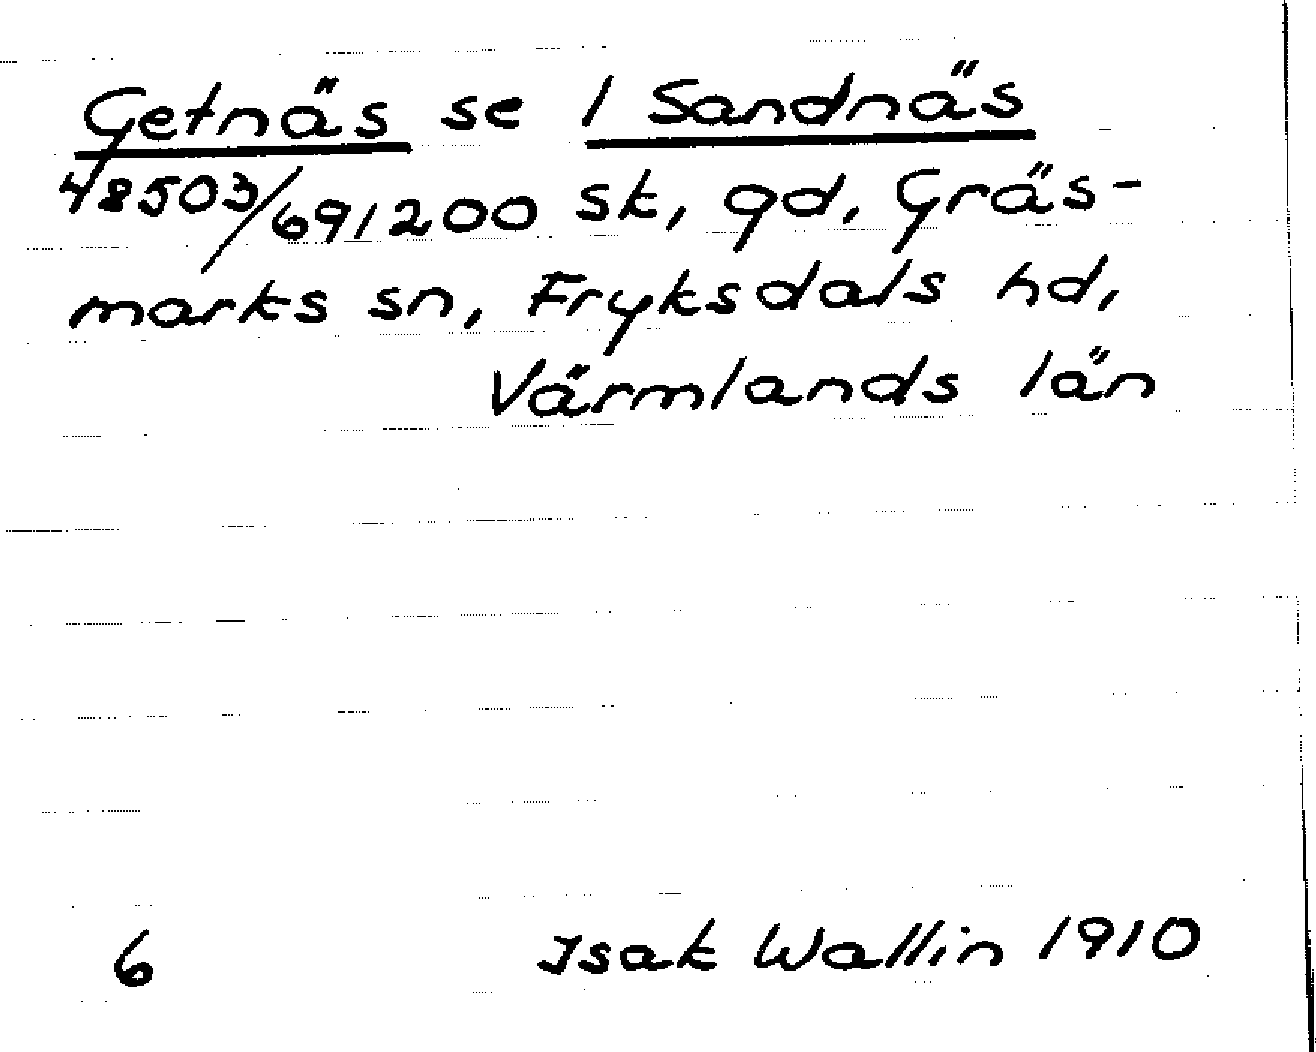 Getnäs se 1 Sandnäs
48503/691200 sk, gd, Gräs-
marks sn, Fryksdals hd,
Värmlands län
6 Isak Wallin 1910